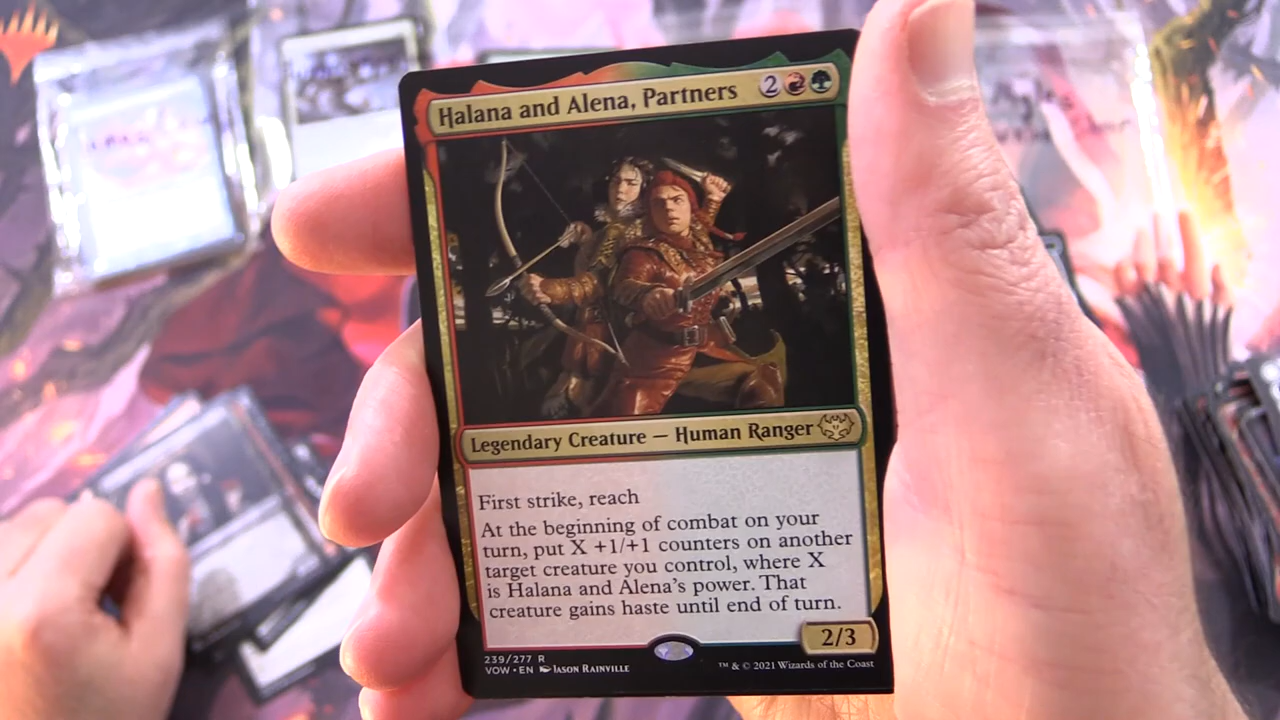 Halana and Alena, Partners 2
Legendary Creature — Human Ranger
First strike, reach
At the beginning of combat on your
turn, put X +1/+1 counters on another
target creature you control, where X
is Halana and Alena's power. That
creature gains haste until end of turn.
2/3
239/277 R
VOW • EN Jason Rainville
™ & © 2021 Wizards of the Coast